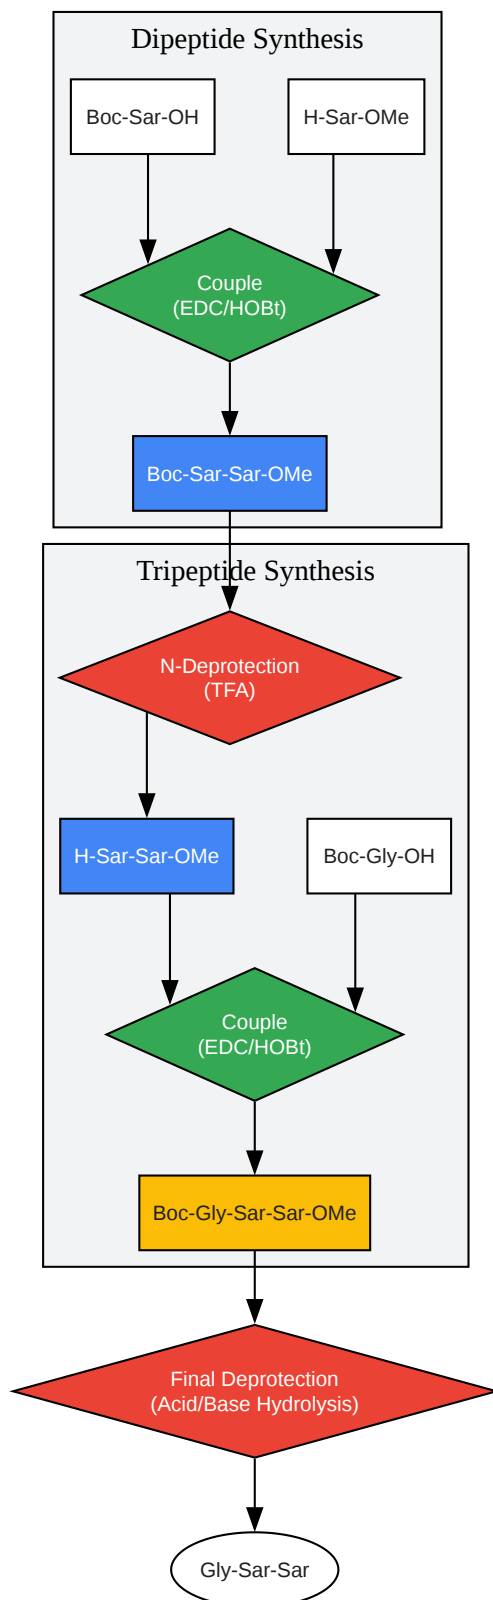 Dipeptide Synthesis
Boc-Sar-OH
H-Sar-OMe
Couple
(EDC/HOBt)
Boc-Sar-Sar-OMe
Tripeptide Synthesis
N-Deprotection
(TFA)
H-Sar-Sar-OMe
Boc-Gly-OH
Couple
(EDC/HOBt)
Boc-Gly-Sar-Sar-OMe
Final Deprotection
(Acid/Base Hydrolysis)
Gly-Sar-Sar